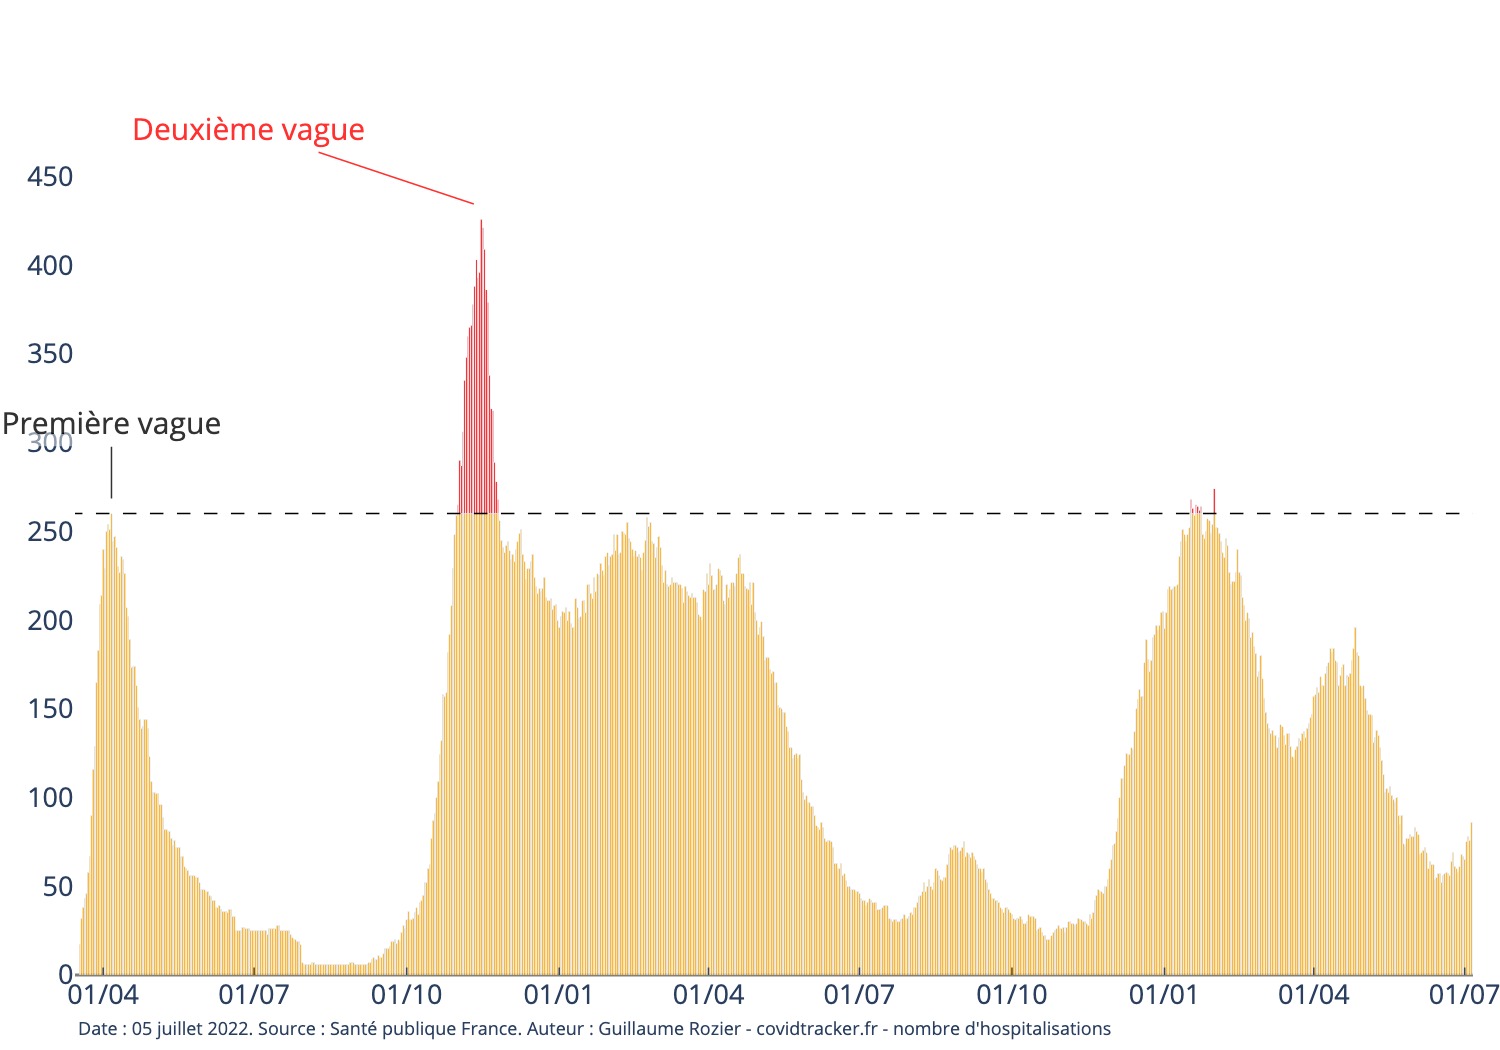 Deuxième vague
450
400
350
Première vague
300
250
200
150
100
50
0
01/04 01/07 01/10 01/01 01/04 01/07 01/10 01/01 01/04 01/07
Date : 05 juillet 2022. Source : Santé publique France. Auteur : Guillaume Rozier - covidtracker.fr - nombre d'hospitalisations